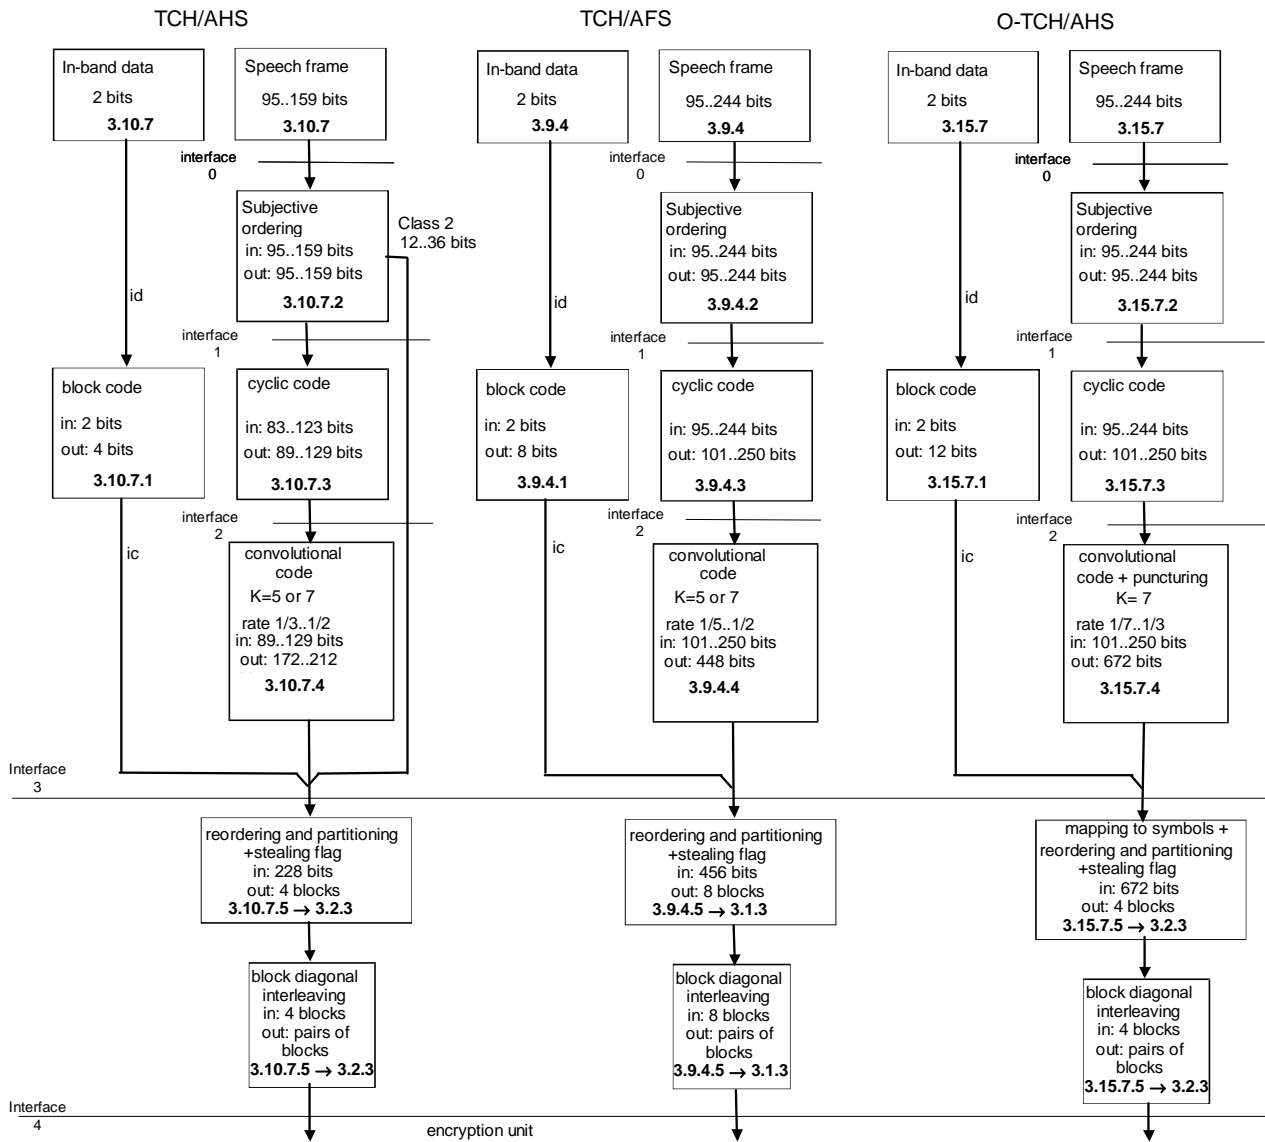 TCH/AHS
TCH/AFS
O-TCH/AHS
In-band data
2 bits
3.10.7
Speech frame
95..159 bits
3.10.7
In-band data
2 bits
3.9.4
Speech frame
95..244 bits
3.9.4
In-band data
2 bits
3.15.7
Speech frame
95..244 bits
3.15.7
interface
0
interface
0
interface
0
Subjective
ordering
in: 95..159 bits
out: 95..159 bits
3.10.7.2
Class 2
12..36 bits
Subjective
ordering
in: 95..244 bits
out: 95..244 bits
3.9.4.2
Subjective
ordering
in: 95..244 bits
out: 95..244 bits
3.15.7.2
id
id
id
interface
1
interface
1
interface
1
block code
in: 2 bits
out: 4 bits
3.10.7.1
cyclic code
in: 83..123 bits
out: 89..129 bits
3.10.7.3
block code
in: 2 bits
out: 8 bits
3.9.4.1
cyclic code
in: 95..244 bits
out: 101..250 bits
3.9.4.3
block code
in: 2 bits
out: 12 bits
3.15.7.1
cyclic code
in: 95..244 bits
out: 101..250 bits
3.15.7.3
interface
2
interface
2
interface
2
ic
ic
ic
convolutional
code
K=5 or 7
rate 1/3..1/2
in: 89..129 bits
out: 172..212
3.10.7.4
convolutional
code
K=5 or 7
rate 1/5..1/2
in: 101..250 bits
out: 448 bits
3.9.4.4
convolutional
code + puncturing
K= 7
rate 1/7..1/3
in: 101..250 bits
out: 672 bits
3.15.7.4
Interface
3
reordering and partitioning
+stealing flag
in: 228 bits
out: 4 blocks
3.10.7.5 → 3.2.3
reordering and partitioning
+stealing flag
in: 456 bits
out: 8 blocks
3.9.4.5 → 3.1.3
mapping to symbols +
reordering and partitioning
+stealing flag
in: 672 bits
out: 4 blocks
3.15.7.5 → 3.2.3
block diagonal
interleaving
in: 4 blocks
out: pairs of
blocks
3.10.7.5 → 3.2.3
block diagonal
interleaving
in: 8 blocks
out: pairs of
blocks
3.9.4.5 → 3.1.3
block diagonal
interleaving
in: 4 blocks
out: pairs of
blocks
3.15.7.5 → 3.2.3
Interface
4
encryption unit